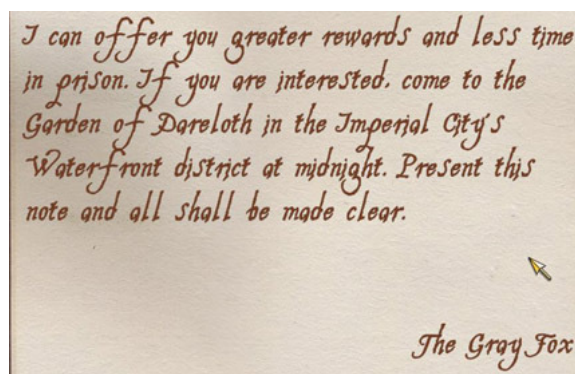 I can offer you greater rewards and less time
in prison. If you are interested, come to the
Garden of Dareloth in the Imperial City's
Waterfront district at midnight. Present this
note and all shall be made clear.
The Gray Fox